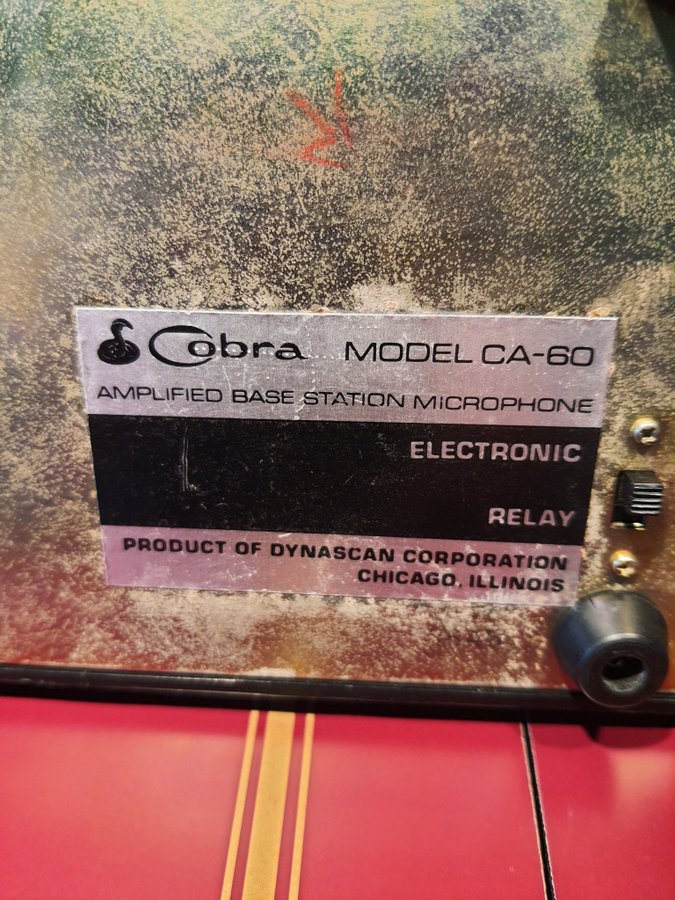 Cobra MODEL CA-60
AMPLIFIED BASE STATION MICROPHONE
ELECTRONIC
RELAY
PRODUCT OF DYNASCAN CORPORATION
CHICAGO, ILLINOIS